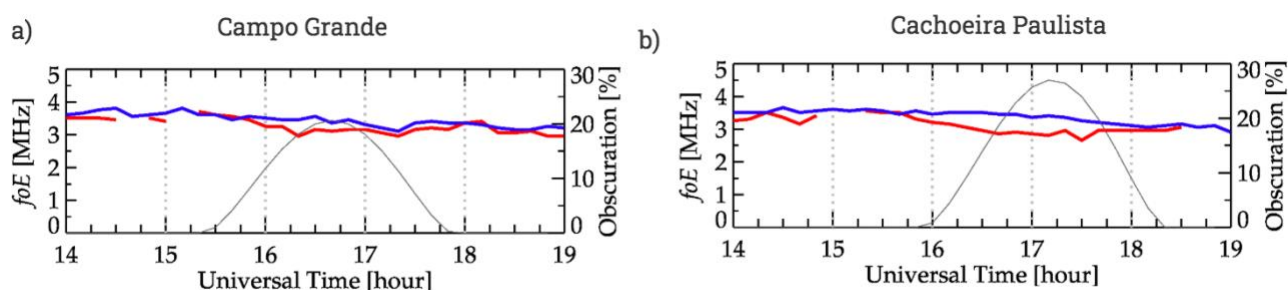 a) Campo Grande
foE [MHz]
5
4
3
2
1
0
30
20
10
0
Obscuration [%]
14 15 16 17 18 19
Universal Time [hour]
b) Cachoeira Paulista
foE [MHz]
5
4
3
2
1
0
30
20
10
0
Obscuration [%]
14 15 16 17 18 19
Universal Time [hour]